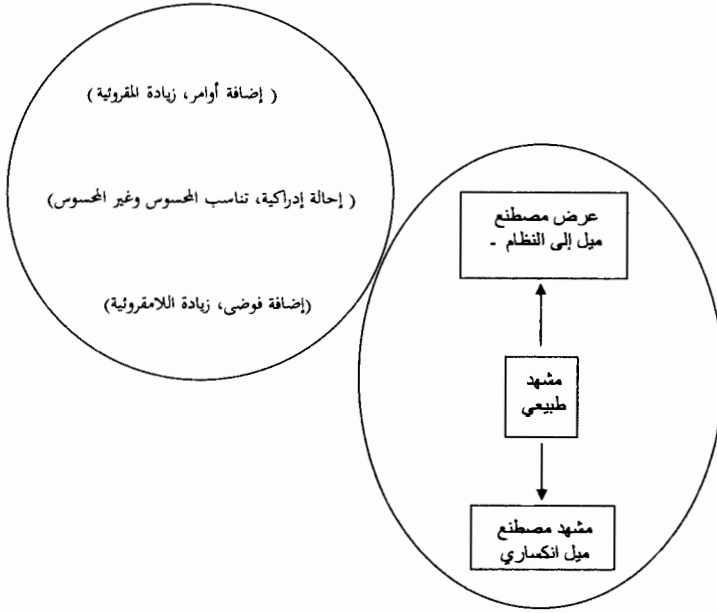 ( إضافة أوامر، زيادة المقروئية)
( إحالة إدراكية، تناسب المحسوس وغير المحسوس)
(إضافة فوضى، زيادة اللامقروئية)
عرض مصطنع
ميل إلى النظام -
مشهد
طبيعي
مشهد مصطنع
ميل انكساري